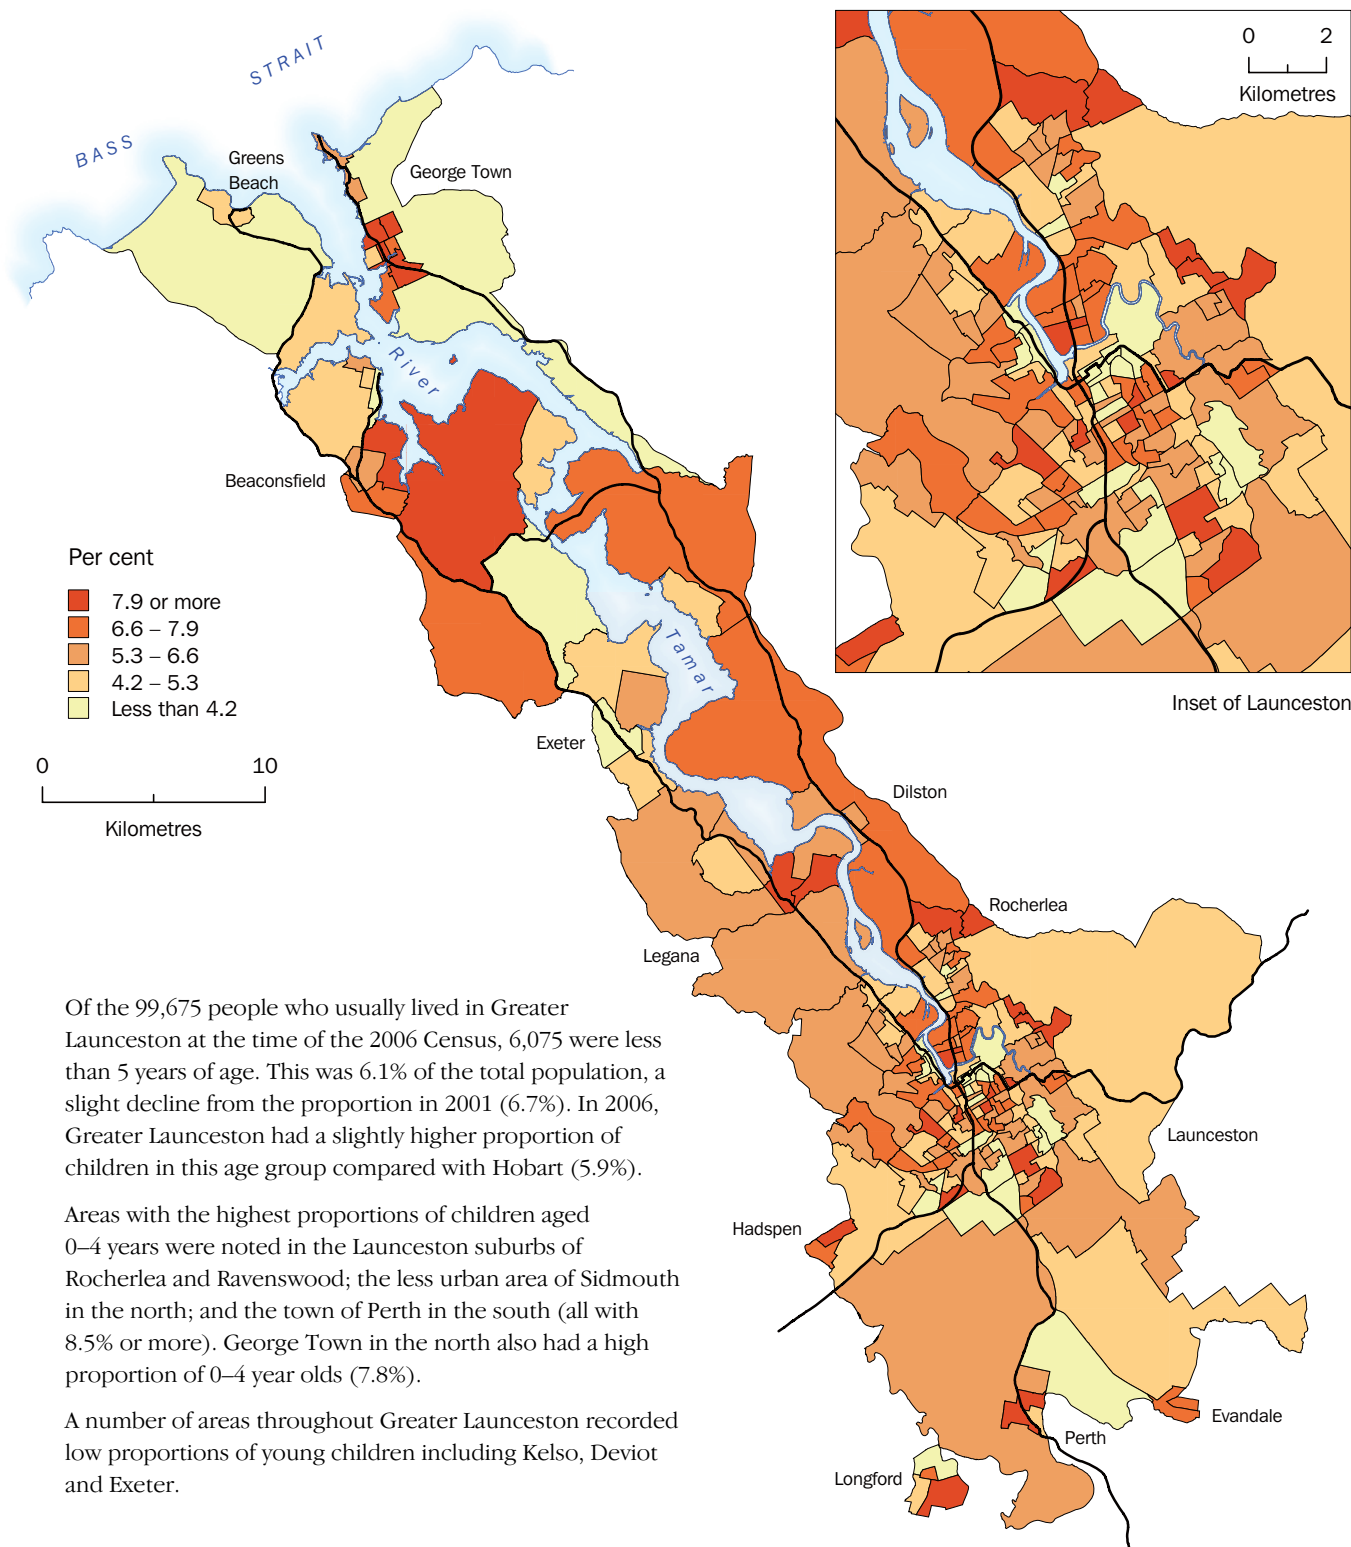 BASS
STRAIT
Greens
Beach
George Town
River
Beaconsfield
Per cent
7.9 or more
6.6 – 7.9
5.3 – 6.6
4.2 – 5.3
Less than 4.2
0 10
Kilometres
Tamar
Exeter
Dilston
Rocherlea
Legana
Launceston
Hadspen
Evandale
Perth
Longford
0 2
Kilometres
Inset of Launceston
Of the 99,675 people who usually lived in Greater
Launceston at the time of the 2006 Census, 6,075 were less
than 5 years of age. This was 6.1% of the total population, a
slight decline from the proportion in 2001 (6.7%). In 2006,
Greater Launceston had a slightly higher proportion of
children in this age group compared with Hobart (5.9%).
Areas with the highest proportions of children aged
0–4 years were noted in the Launceston suburbs of
Rocherlea and Ravenswood; the less urban area of Sidmouth
in the north; and the town of Perth in the south (all with
8.5% or more). George Town in the north also had a high
proportion of 0–4 year olds (7.8%).
A number of areas throughout Greater Launceston recorded
low proportions of young children including Kelso, Deviot
and Exeter.